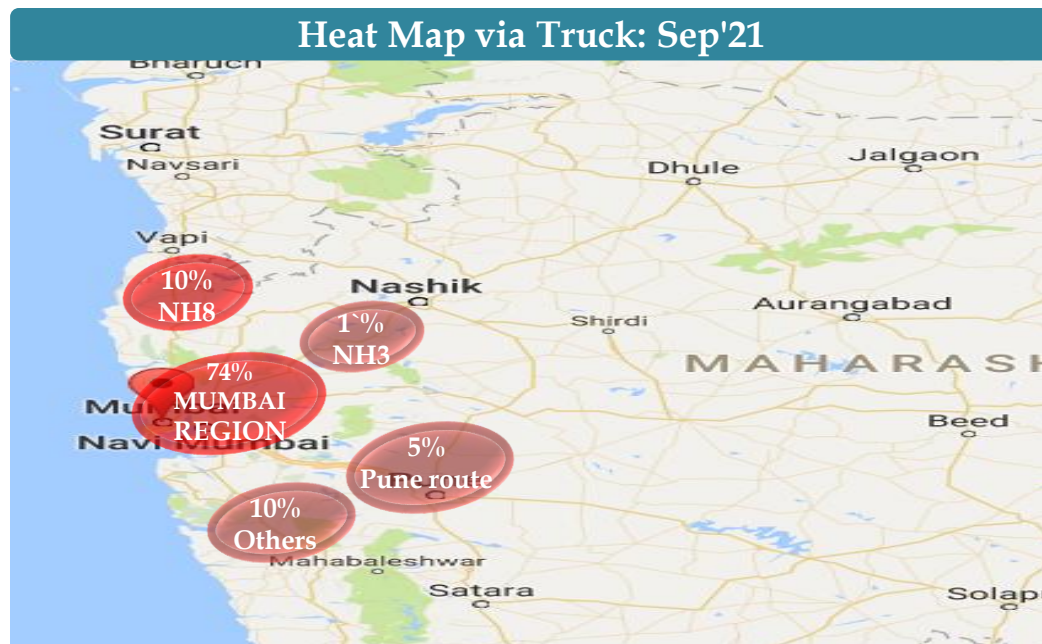 Heat Map via Truck: Sep'21
Bharuch
Surat
Navsari
Dhule
Jalgaon
Vapi
10%
NH8
Nashik
1`%
NH3
Shirdi
Aurangabad
MAHARASH
74%
MUMBAI
REGION
Mumbai
Navi Mumbai
Beed
5%
Pune route
10%
Others
Mahabaleshwar
Satara
Solap